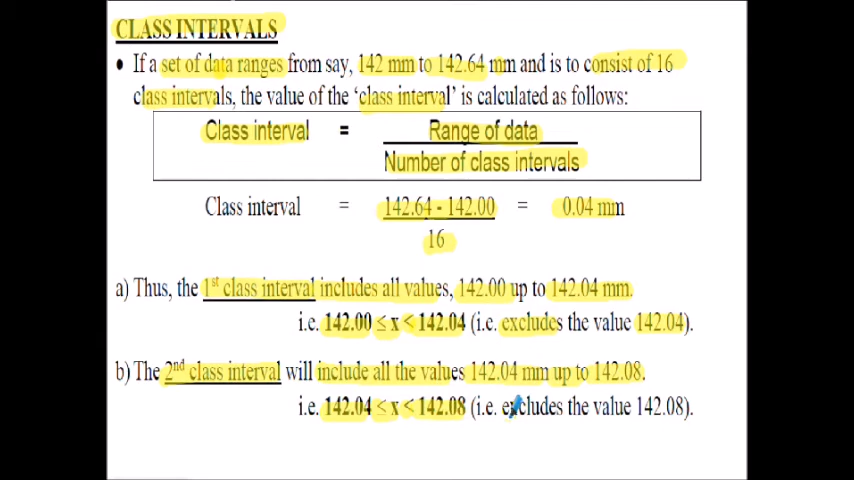 CLASS INTERVALS
• If a set of data ranges from say, 142 mm to 142.64 mm and is to consist of 16
class intervals, the value of the ‘class interval’ is calculated as follows:
Class interval = Range of data
Number of class intervals
Class interval = 142.64 - 142.00 = 0.04 mm
16
a) Thus, the 1st class interval includes all values, 142.00 up to 142.04 mm.
i.e. 142.00 ≤ x < 142.04 (i.e. excludes the value 142.04).
b) The 2nd class interval will include all the values 142.04 mm up to 142.08.
i.e. 142.04 ≤ x < 142.08 (i.e. excludes the value 142.08).